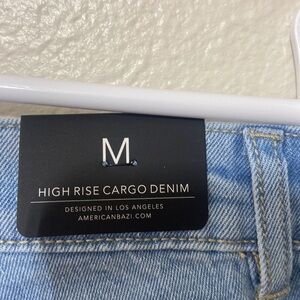 M
HIGH RISE CARGO DENIM
DESIGNED IN LOS ANGELES
AMERICANBAZI.COM